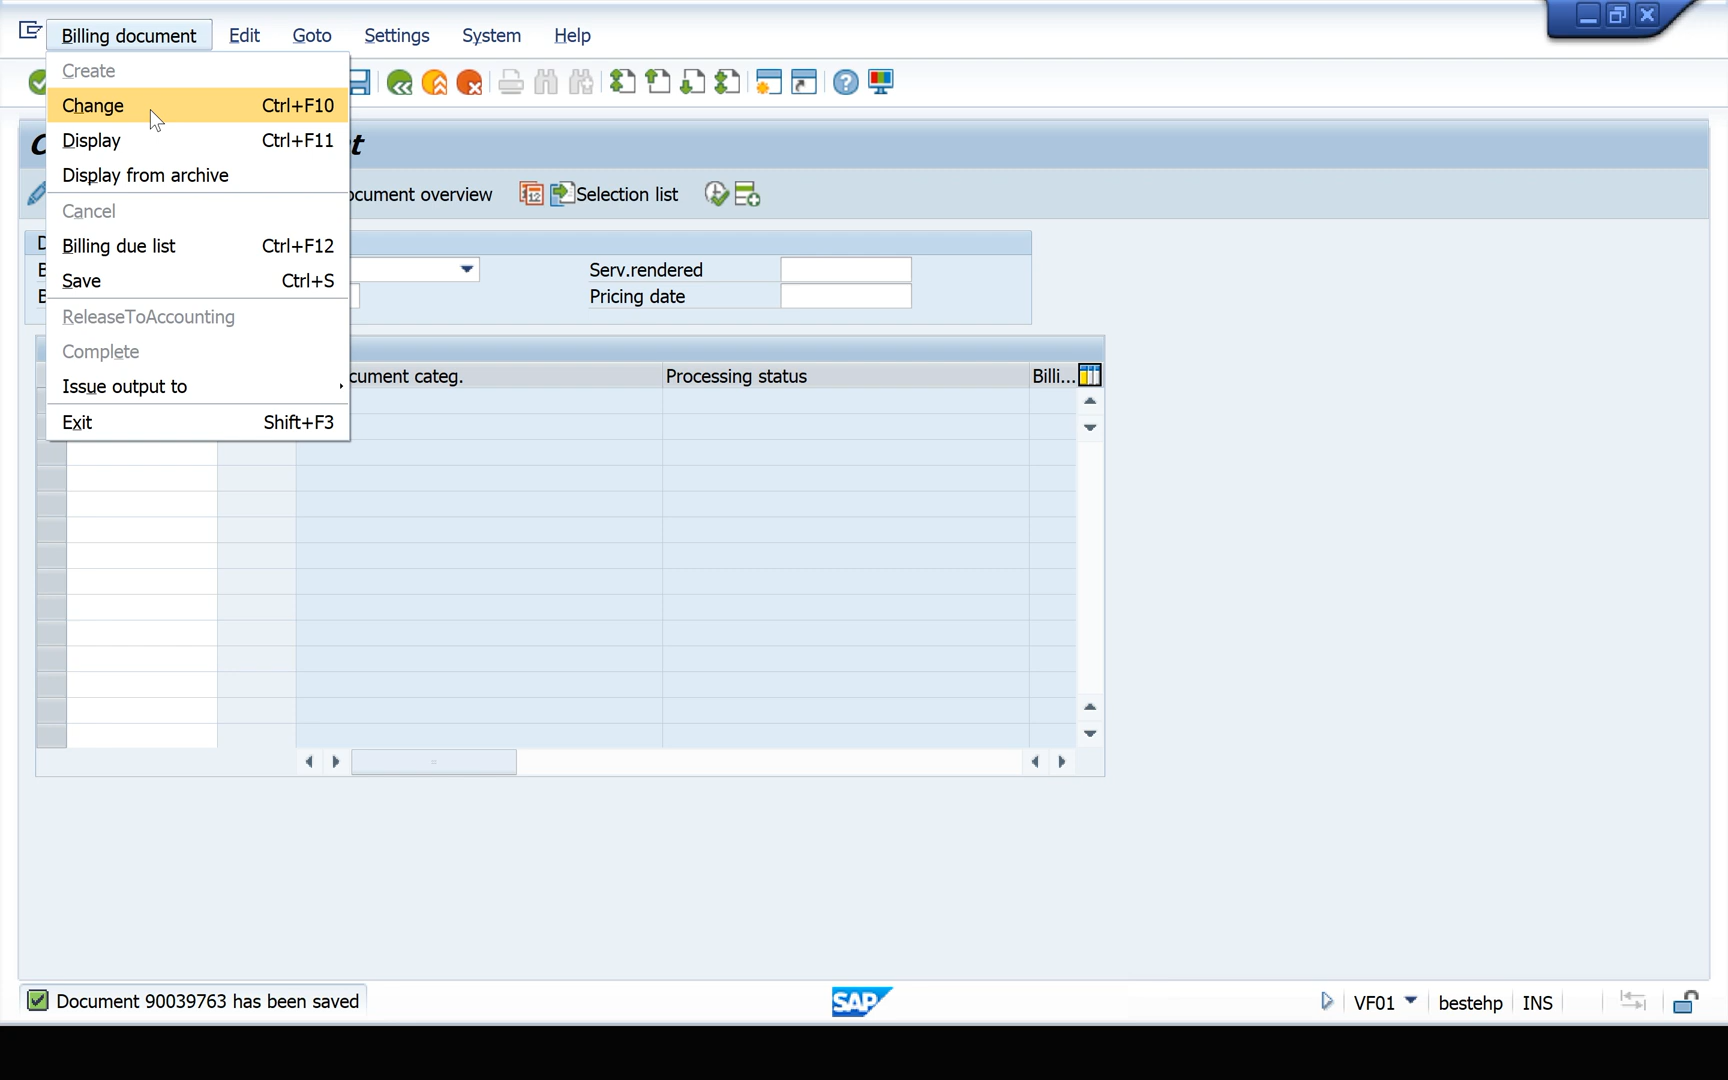 Billing document Edit Goto Settings System Help
Create
Change Ctrl+F10
Display Ctrl+F11
Display from archive
Cancel
Billing due list Ctrl+F12
Save Ctrl+S
ReleaseToAccounting
Complete
Issue output to
Exit Shift+F3
C t
ocument overview 12 Selection list
D
B Serv.rendered
B Pricing date
cument categ. Processing status Billi...
Document 90039763 has been saved SAP VF01 bestehp INS